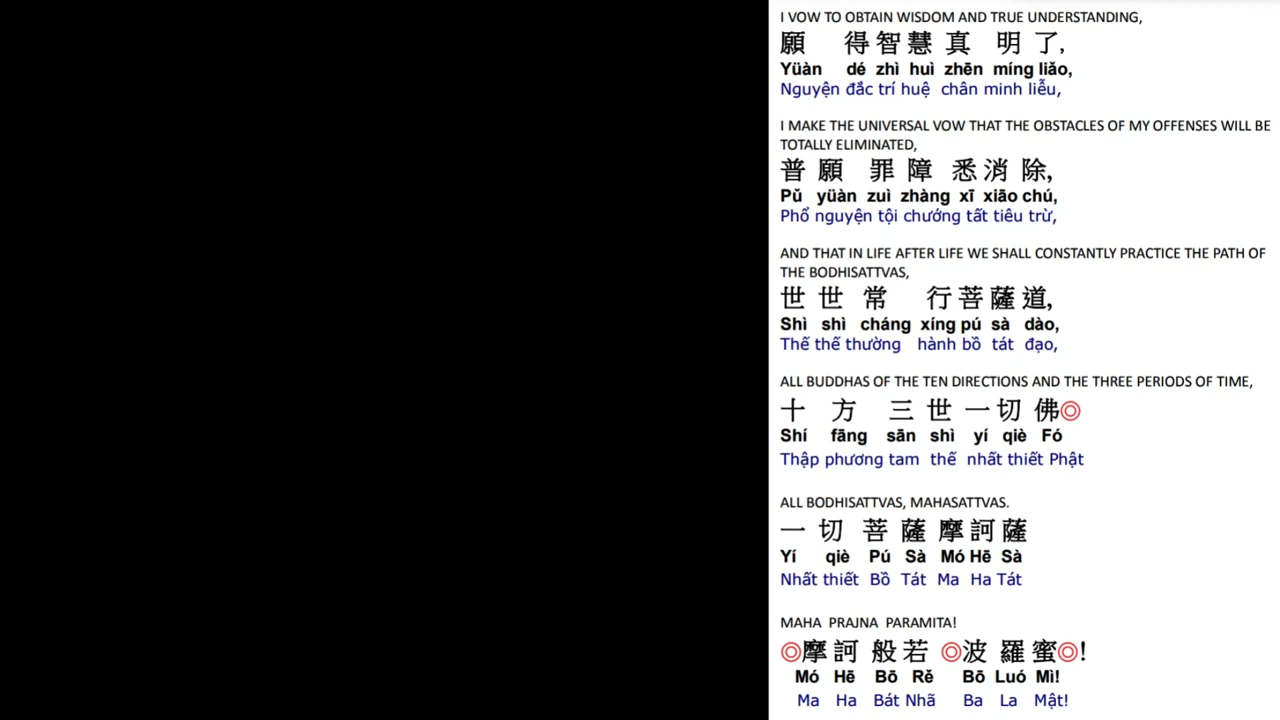 I VOW TO OBTAIN WISDOM AND TRUE UNDERSTANDING,
願 得 智 慧 真 明 了,
Yüàn dé zhì huì zhēn míng liǎo,
Nguyện đắc trí huệ chân minh liễu,
I MAKE THE UNIVERSAL VOW THAT THE OBSTACLES OF MY OFFENSES WILL BE
TOTALLY ELIMINATED,
普 願 罪 障 悉 消 除,
Pǔ yüàn zuì zhàng xī xiāo chú,
Phổ nguyện tội chướng tất tiêu trừ,
AND THAT IN LIFE AFTER LIFE WE SHALL CONSTANTLY PRACTICE THE PATH OF
THE BODHISATTVAS,
世 世 常 行 菩 薩 道,
Shì shì cháng xíng pú sà dào,
Thế thế thường hành bồ tát đạo,
ALL BUDDHAS OF THE TEN DIRECTIONS AND THE THREE PERIODS OF TIME,
十 方 三 世 一 切 佛◎
Shí fāng sān shì yí qiè Fó
Thập phương tam thế nhất thiết Phật
ALL BODHISATTVAS, MAHASATTVAS.
一 切 菩 薩 摩 訶 薩
Yí qiè Pú Sà Mó Hē Sà
Nhất thiết Bồ Tát Ma Ha Tát
MAHA PRAJNA PARAMITA!
◎摩 訶 般 若 ◎波 羅 蜜◎!
Mó Hē Bō Rě Bō Luó Mì!
Ma Ha Bát Nhã Ba La Mật!